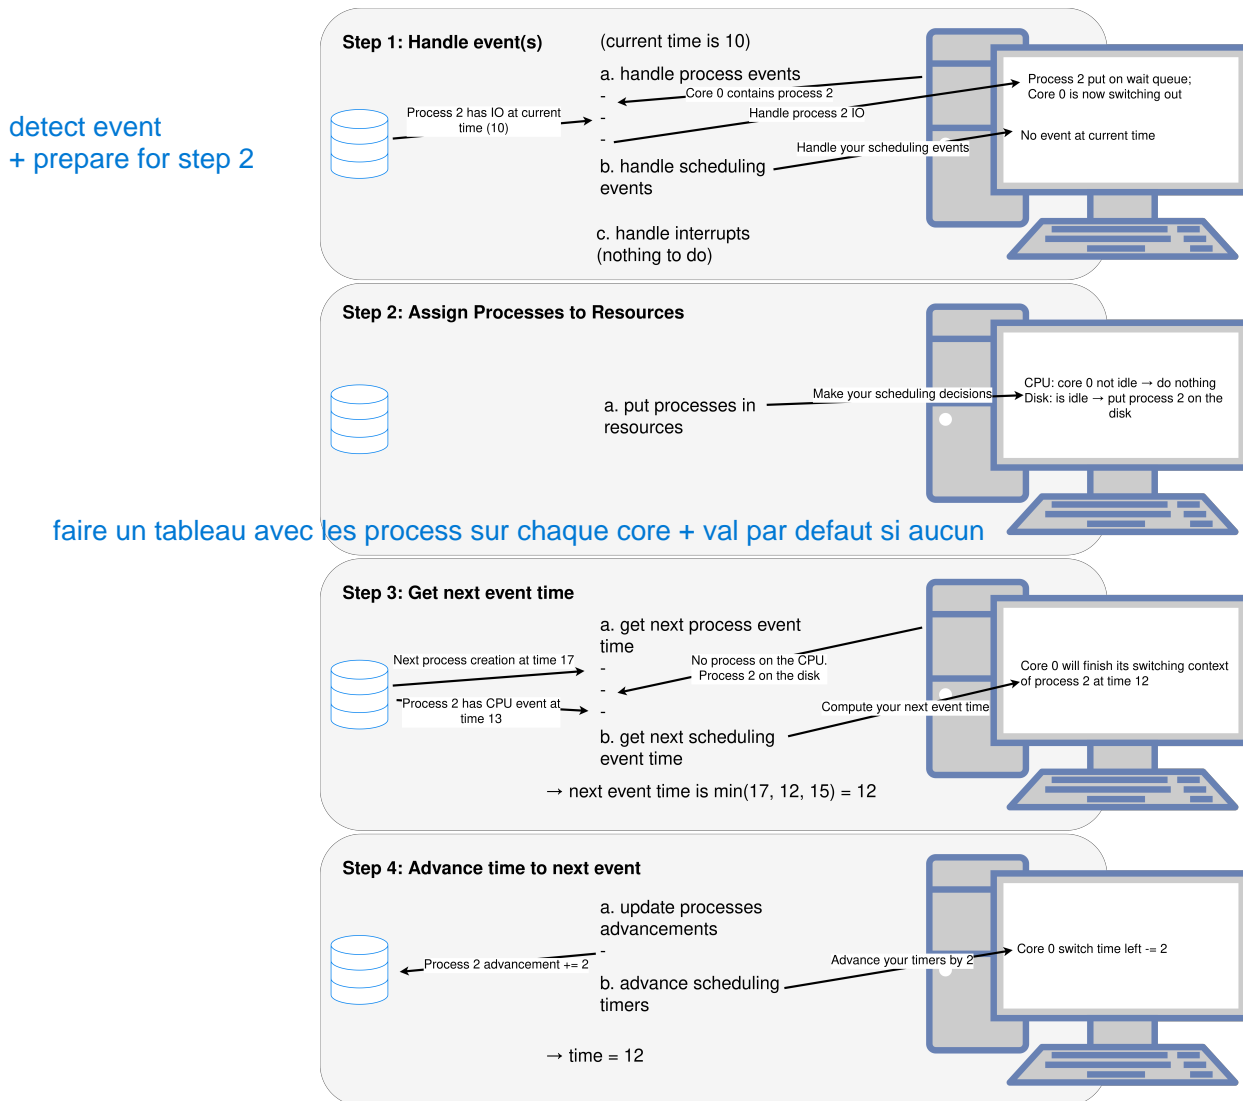 Step 1: Handle event(s)
(current time is 10)
a. handle process events
-
Core 0 contains process 2
Process 2 has IO at current
time (10)
-
Handle process 2 IO
-
Process 2 put on wait queue;
Core 0 is now switching out
detect event
+ prepare for step 2
Handle your scheduling events
No event at current time
b. handle scheduling
events
c. handle interrupts
(nothing to do)
Step 2: Assign Processes to Resources
a. put processes in
resources
Make your scheduling decisions
CPU: core 0 not idle → do nothing
Disk: is idle → put process 2 on the
disk
faire un tableau avec les process sur chaque core + val par defaut si aucun
Step 3: Get next event time
a. get next process event
time
Next process creation at time 17
-
No process on the CPU.
Process 2 on the disk
-
Process 2 has CPU event at
time 13
-
Compute your next event time
Core 0 will finish its switching context
of process 2 at time 12
b. get next scheduling
event time
→ next event time is min(17, 12, 15) = 12
Step 4: Advance time to next event
a. update processes
advancements
-
Process 2 advancement += 2
Advance your timers by 2
Core 0 switch time left -= 2
b. advance scheduling
timers
→ time = 12